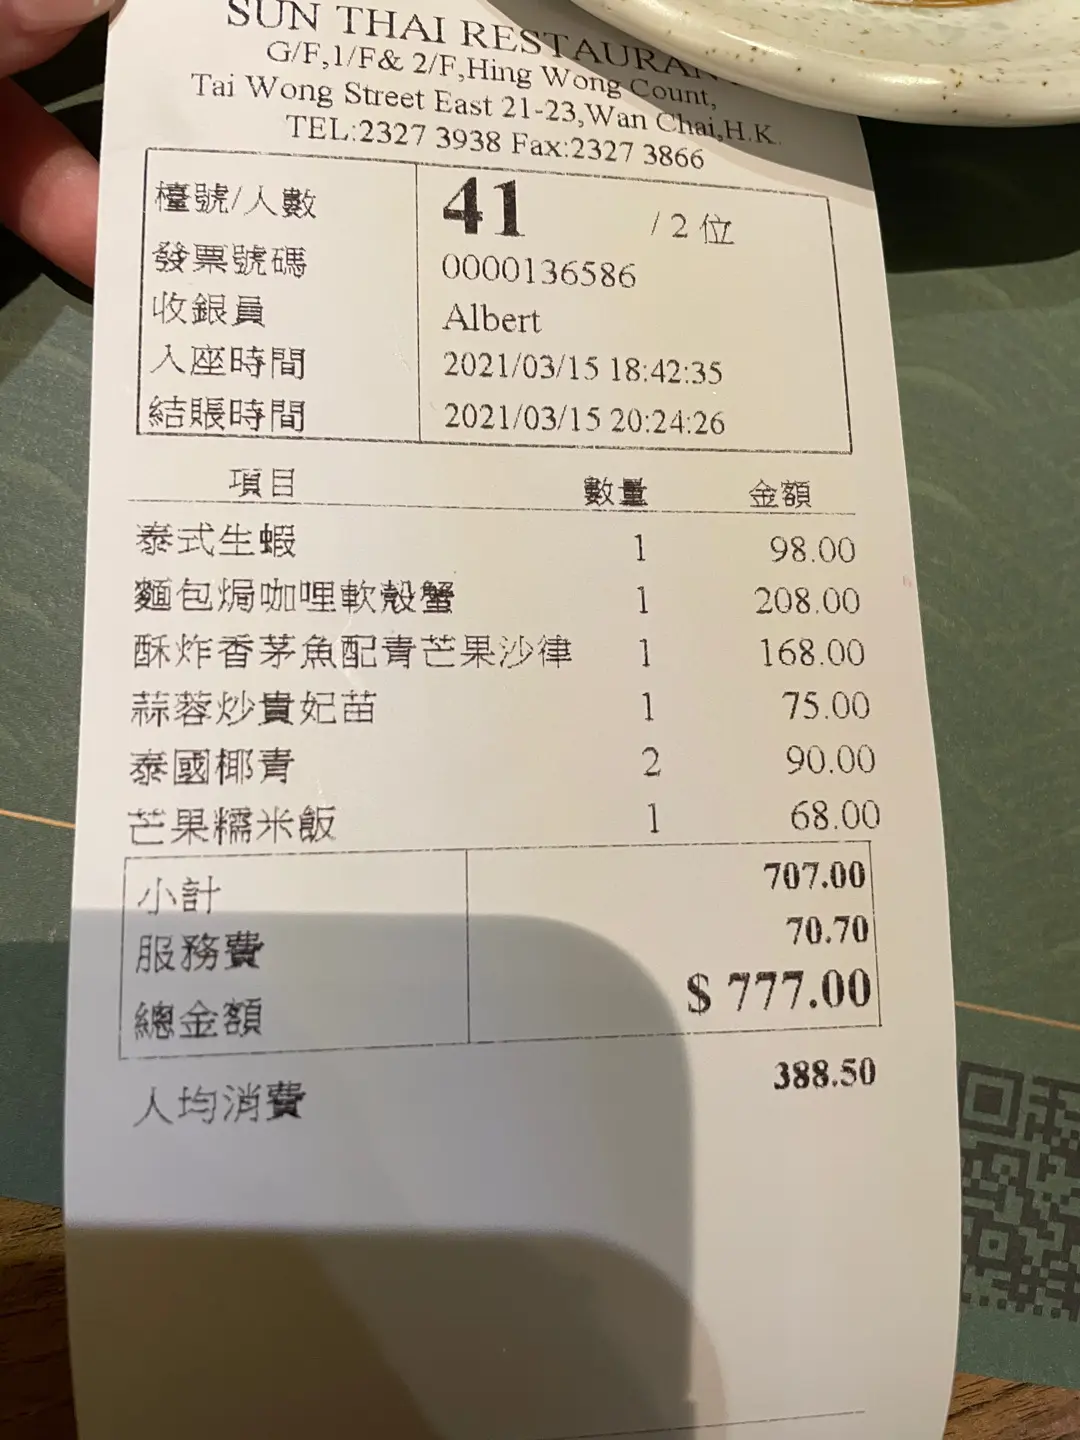 SUN THAI RESTAURAN
G/F,1/F& 2/F,Hing Wong Count,
Tai Wong Street East 21-23,Wan Chai,H.K.
TEL:2327 3938 Fax:2327 3866
檯號/人數 41 / 2 位
發票號碼 0000136586
收銀員 Albert
入座時間 2021/03/15 18:42:35
結賬時間 2021/03/15 20:24:26
項目 數量 金額
泰式生蝦 1 98.00
麵包焗咖哩軟殼蟹 1 208.00
酥炸香茅魚配青芒果沙律 1 168.00
蒜蓉炒貴妃苗 1 75.00
泰國椰青 2 90.00
芒果糯米飯 1 68.00
小計 707.00
服務費 70.70
總金額 $ 777.00
人均消費 388.50